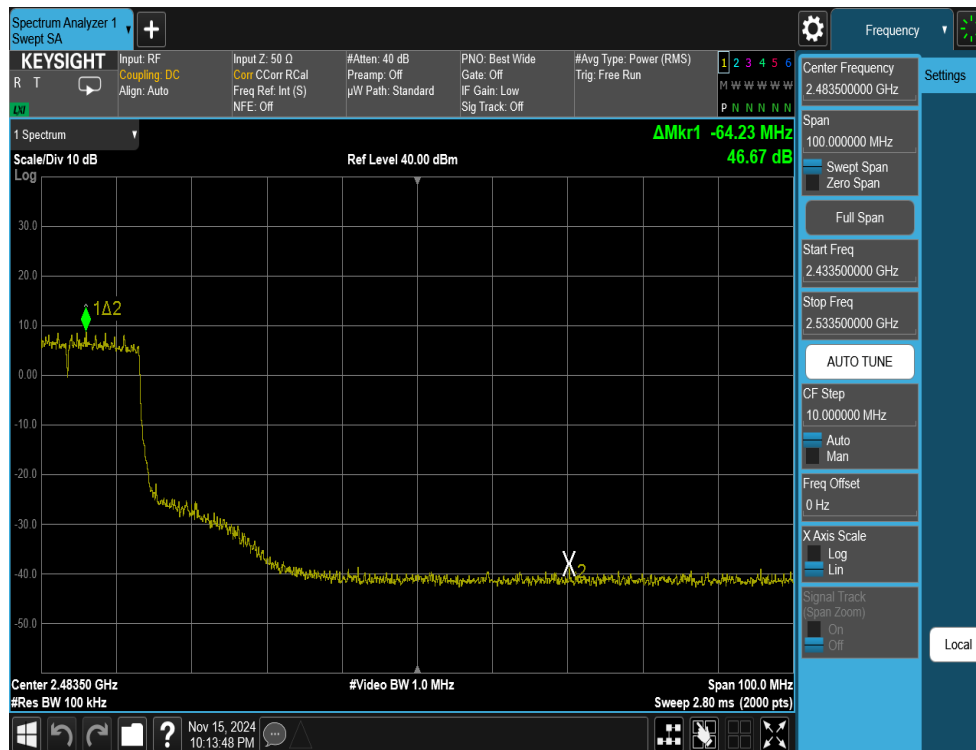 Spectrum Analyzer 1
Swept SA
+
Frequency
KEYSIGHT
R T
LXI
Input: RF
Coupling: DC
Align: Auto
Input Z: 50 Ω
Corr CCorr RCal
Freq Ref: Int (S)
NFE: Off
#Atten: 40 dB
Preamp: Off
µW Path: Standard
PNO: Best Wide
Gate: Off
IF Gain: Low
Sig Track: Off
#Avg Type: Power (RMS)
Trig: Free Run
1 2 3 4 5 6
M W W W W W
P N N N N N
1 Spectrum
Scale/Div 10 dB
Log
Ref Level 40.00 dBm
ΔMkr1 -64.23 MHz
46.67 dB
30.0
20.0
10.0
0.00
-10.0
-20.0
-30.0
-40.0
-50.0
1Δ2
X2
Center 2.48350 GHz
#Res BW 100 kHz
#Video BW 1.0 MHz
Span 100.0 MHz
Sweep 2.80 ms (2000 pts)
Nov 15, 2024
10:13:48 PM
?
Center Frequency
2.483500000 GHz
Span
100.000000 MHz
Swept Span
Zero Span
Full Span
Start Freq
2.433500000 GHz
Stop Freq
2.533500000 GHz
AUTO TUNE
CF Step
10.000000 MHz
Auto
Man
Freq Offset
0 Hz
X Axis Scale
Log
Lin
Signal Track
(Span Zoom)
On
Off
Settings
Local